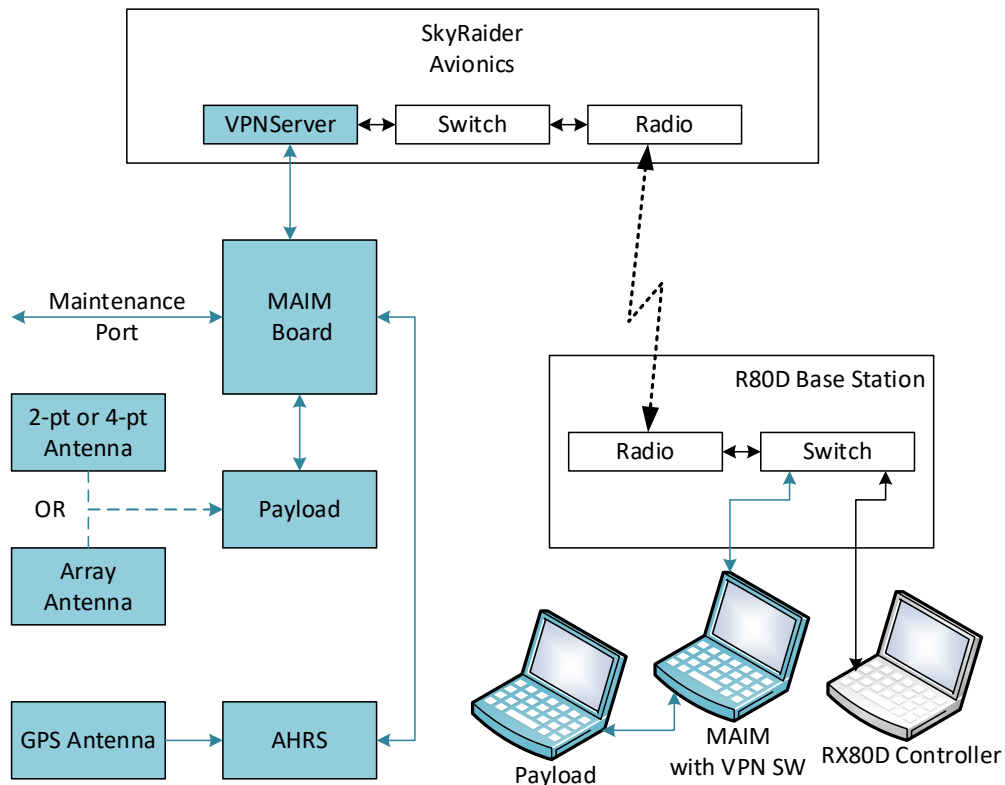 SkyRaider
Avionics
VPNServer
Switch
Radio
MAIM
Board
Maintenance
Port
R80D Base Station
2-pt or 4-pt
Antenna
Radio
Switch
OR
Payload
Array
Antenna
GPS Antenna
AHRS
MAIM
with VPN SW
RX80D Controller
Payload